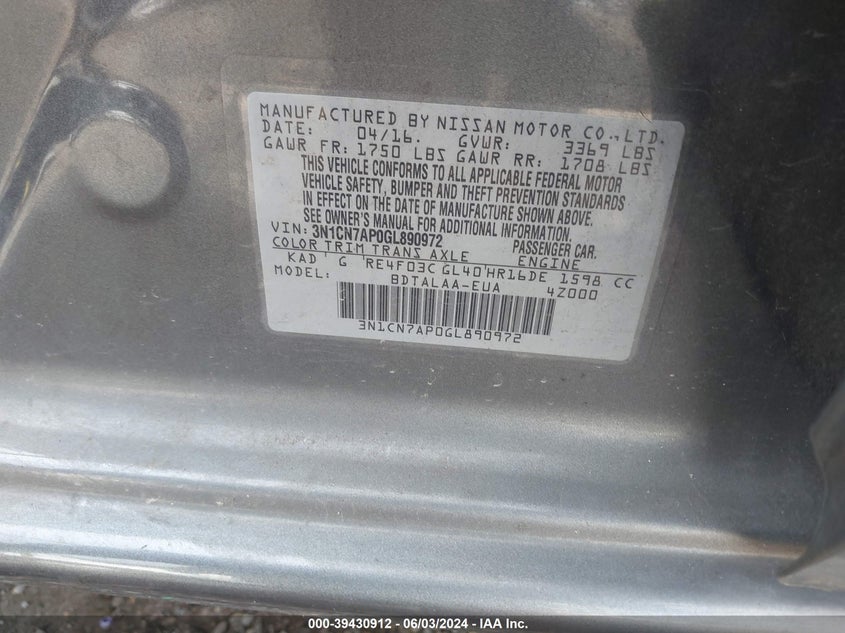 MANUFACTURED BY NISSAN MOTOR CO.,LTD.
DATE: 04/16. GVWR: 3369 LBS
GAWR FR: 1750 LBS GAWR RR: 1708 LBS
THIS VEHICLE CONFORMS TO ALL APPLICABLE FEDERAL MOTOR
VEHICLE SAFETY, BUMPER AND THEFT PREVENTION STANDARDS
IN EFFECT ON THE DATE OF MANUFACTURE SHOWN ABOVE.
SEE OWNER'S MANUAL FOR ADDITIONAL INFORMATION.
VIN: 3N1CN7AP0GL890972 PASSENGER CAR.
COLOR TRIM TRANS AXLE ENGINE
KAD G RE4F03C GL40 HR16DE 1598 CC
MODEL: BDTALAA-EUA 4Z000
3N1CN7AP0GL890972
000-39430912 | 06/03/2024 - IAA Inc.